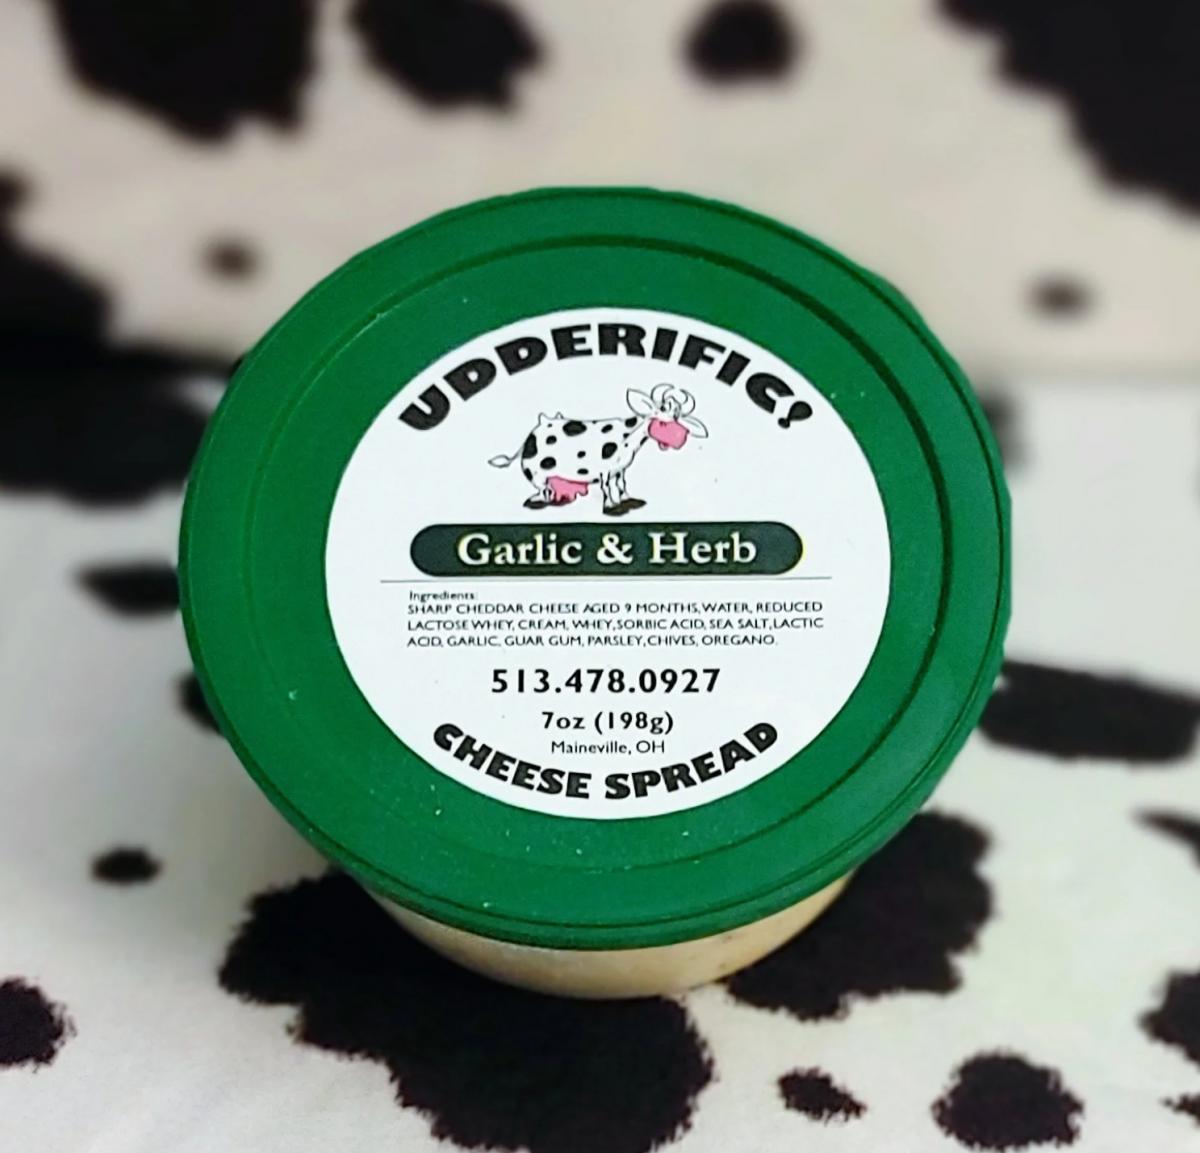 UDDERIFIC!
Garlic & Herb
Ingredients:
SHARP CHEDDAR CHEESE AGED 9 MONTHS, WATER, REDUCED
LACTOSE WHEY, CREAM, WHEY, SORBIC ACID, SEA SALT, LACTIC
ACID, GARLIC, GUAR GUM, PARSLEY, CHIVES, OREGANO.
513.478.0927
7oz (198g)
Maineville, OH
CHEESE SPREAD